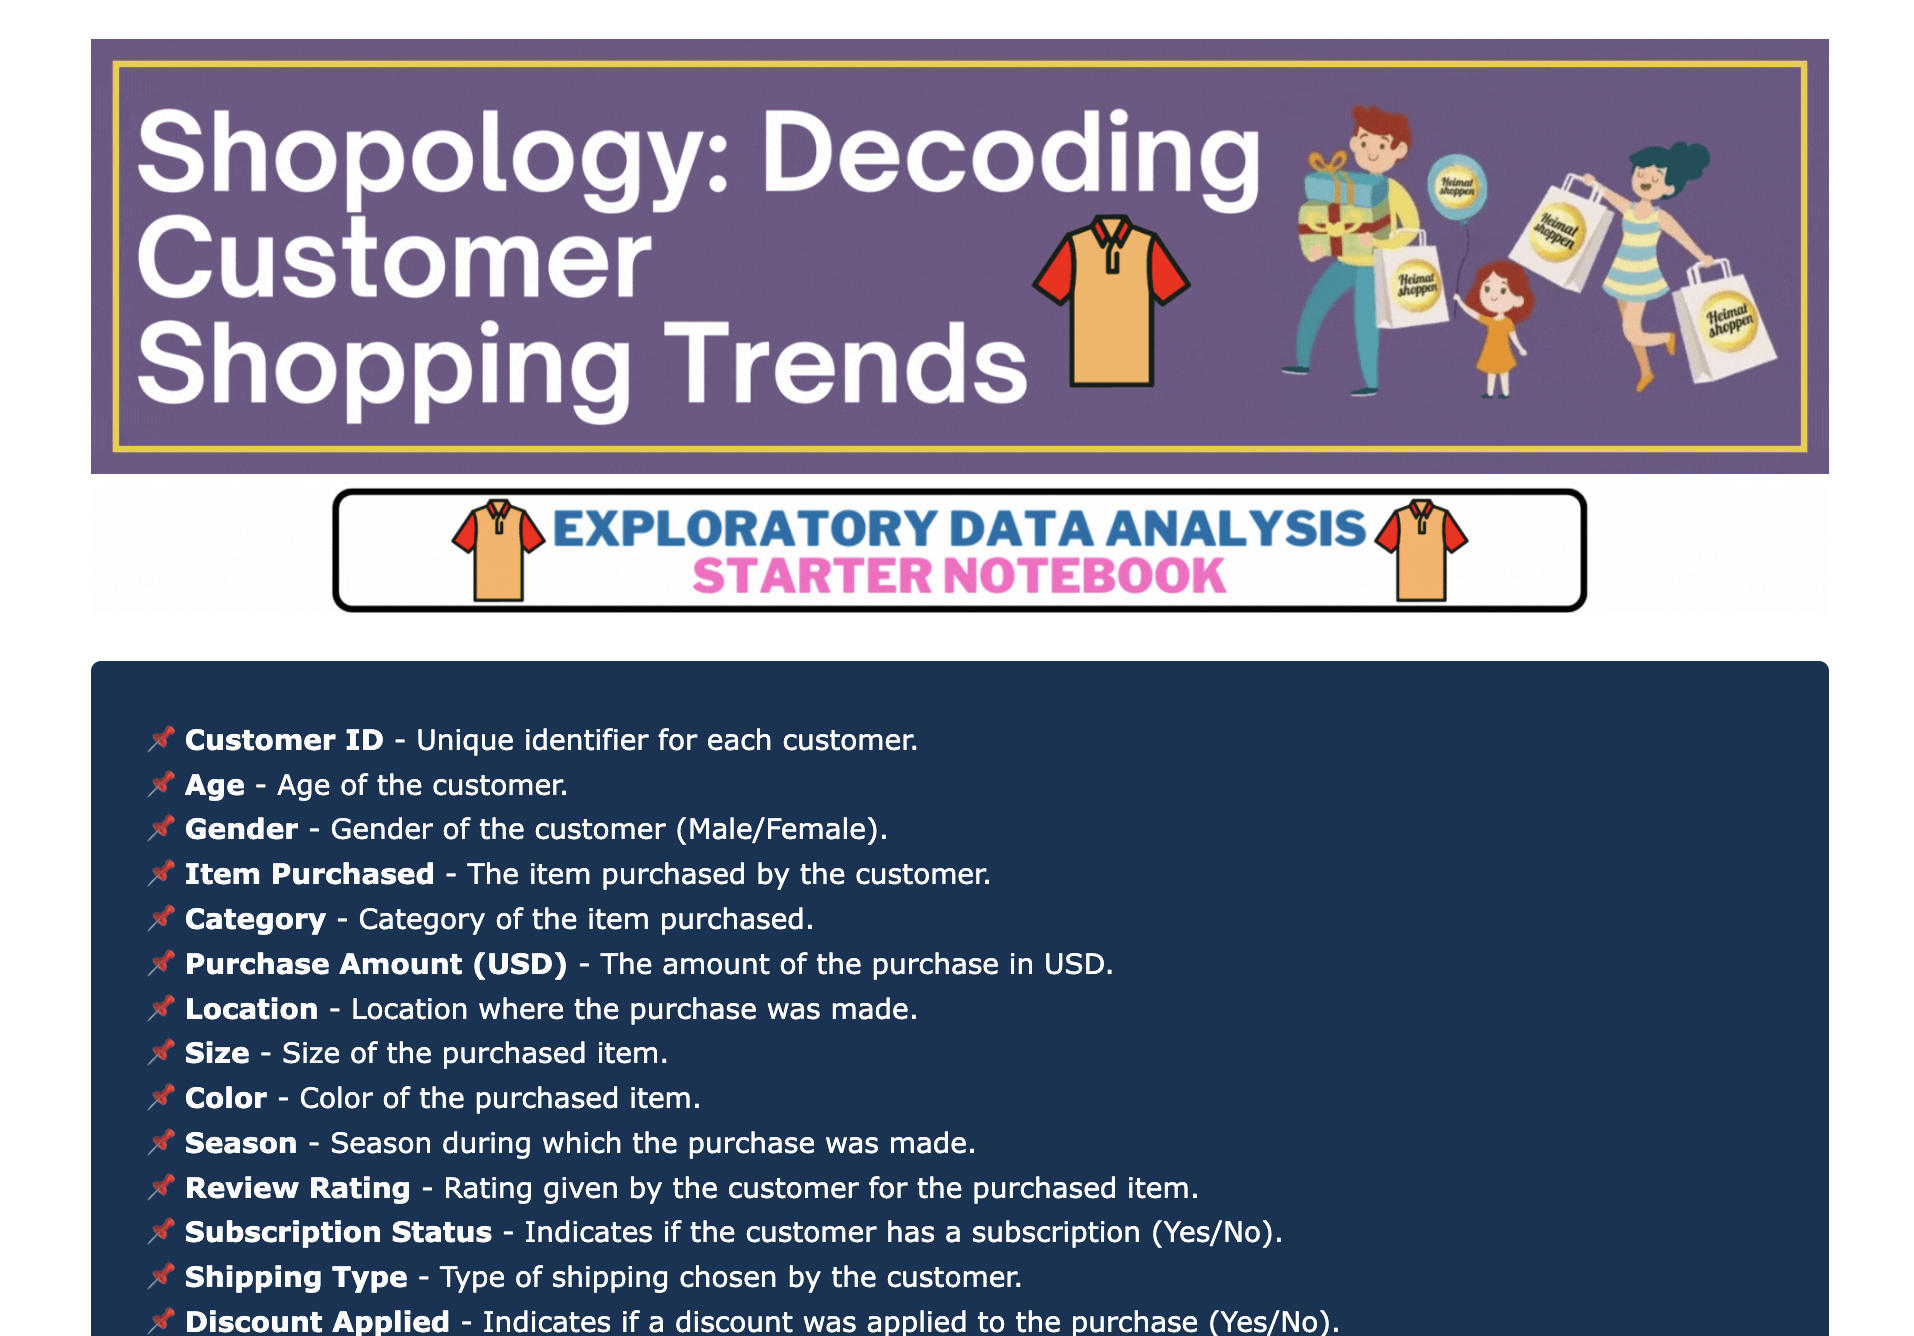 Shopology: Decoding
Customer
Shopping Trends
Heimat
shoppen
Heimat
shoppen
Heimat
shoppen
Heimat
shoppen
EXPLORATORY DATA ANALYSIS
STARTER NOTEBOOK
📌 Customer ID - Unique identifier for each customer.
📌 Age - Age of the customer.
📌 Gender - Gender of the customer (Male/Female).
📌 Item Purchased - The item purchased by the customer.
📌 Category - Category of the item purchased.
📌 Purchase Amount (USD) - The amount of the purchase in USD.
📌 Location - Location where the purchase was made.
📌 Size - Size of the purchased item.
📌 Color - Color of the purchased item.
📌 Season - Season during which the purchase was made.
📌 Review Rating - Rating given by the customer for the purchased item.
📌 Subscription Status - Indicates if the customer has a subscription (Yes/No).
📌 Shipping Type - Type of shipping chosen by the customer.
📌 Discount Applied - Indicates if a discount was applied to the purchase (Yes/No).